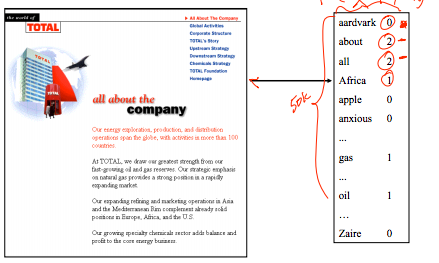 the world of
TOTAL
All About The Company
Global Activities
Corporate Structure
TOTAL's Story
Upstream Strategy
Downstream Strategy
Chemicals Strategy
TOTAL Foundation
Homepage
TOTAL
all about the
company
Our energy exploration, production, and distribution
operations span the globe, with activities in more than 100
countries.
At TOTAL, we draw our greatest strength from our
fast-growing oil and gas reserves. Our strategic emphasis
on natural gas provides a strong position in a rapidly
expanding market.
Our expanding refining and marketing operations in Asia
and the Mediterranean Rim complement already solid
positions in Europe, Africa, and the U.S.
Our growing specialty chemicals sector adds balance and
profit to the core energy business.
50K
aardvark 0
about 2
all 2
Africa 1
apple 0
anxious 0
...
gas 1
...
oil 1
...
Zaire 0